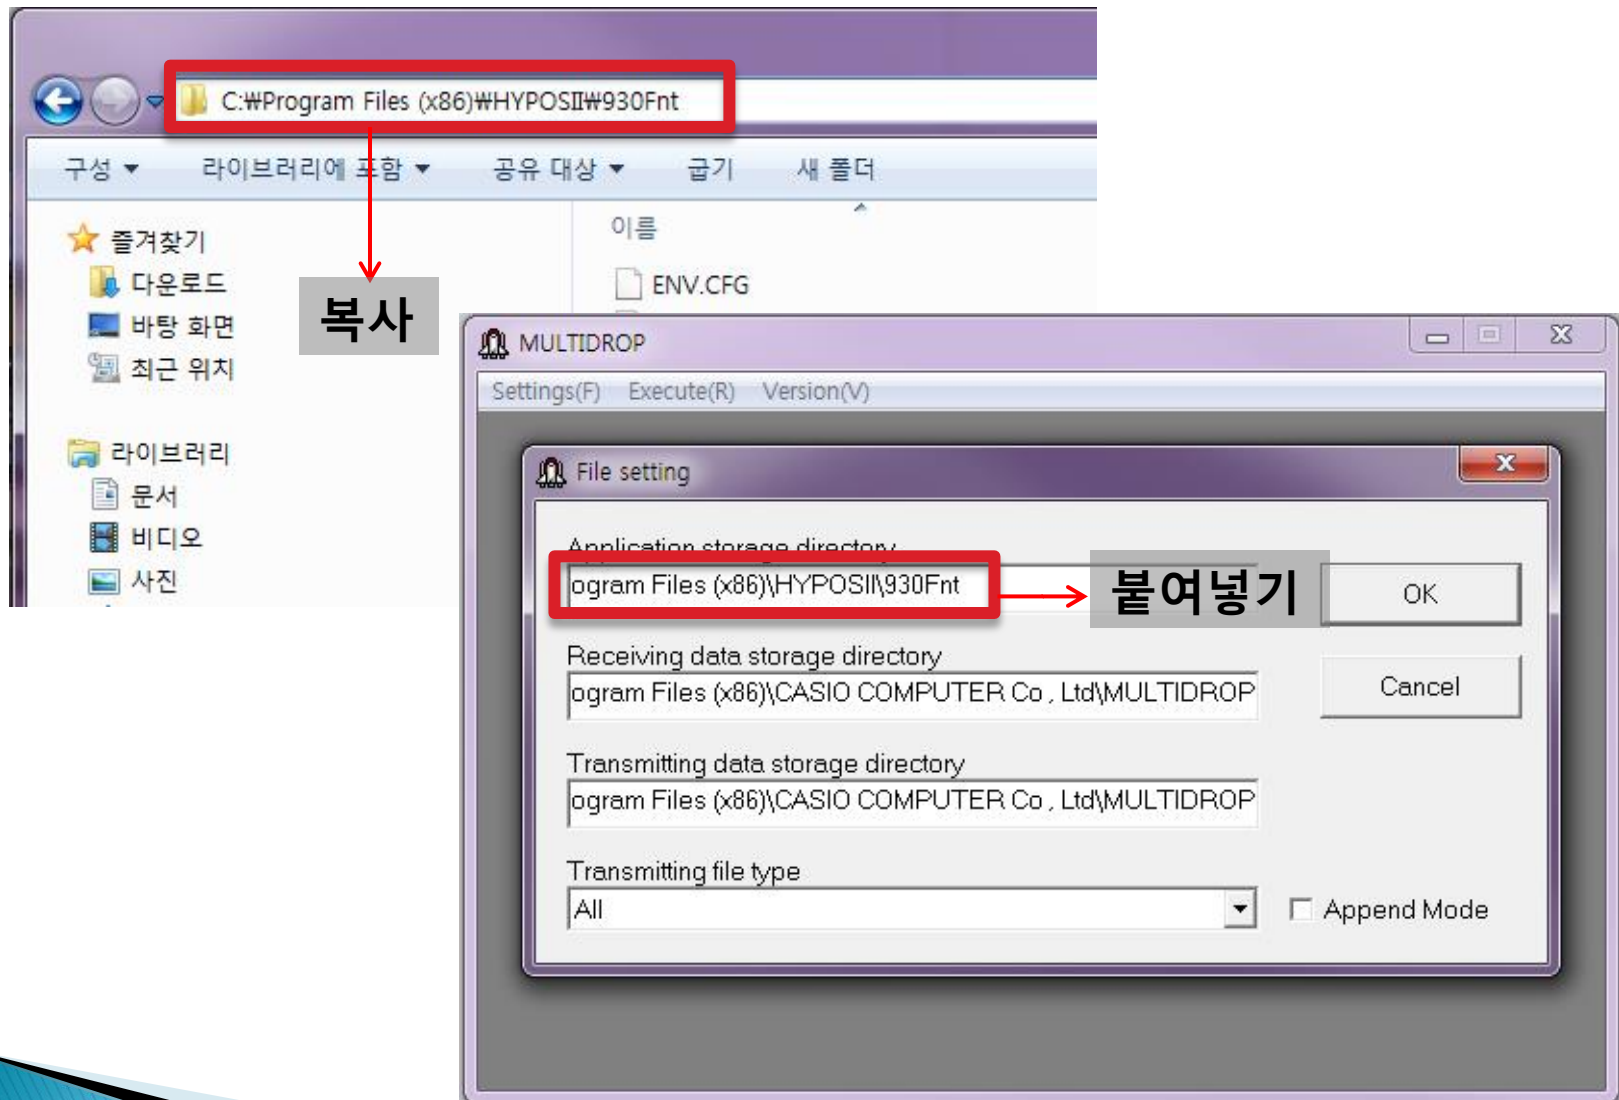 C:₩Program Files (x86)₩HYPOSII₩930Fnt
구성 라이브러리에 포함 공유 대상 굽기 새 폴더
즐겨찾기
다운로드
바탕 화면
최근 위치
라이브러리
문서
비디오
사진
이름
ENV.CFG
복사
MULTIDROP
Settings(F) Execute(R) Version(V)
File setting
Application storage directory
ogram Files (x86)\HYPOSII\930Fnt
붙여넣기
OK
Receiving data storage directory
ogram Files (x86)\CASIO COMPUTER Co., Ltd\MULTIDROP
Cancel
Transmitting data storage directory
ogram Files (x86)\CASIO COMPUTER Co., Ltd\MULTIDROP
Transmitting file type
All
Append Mode